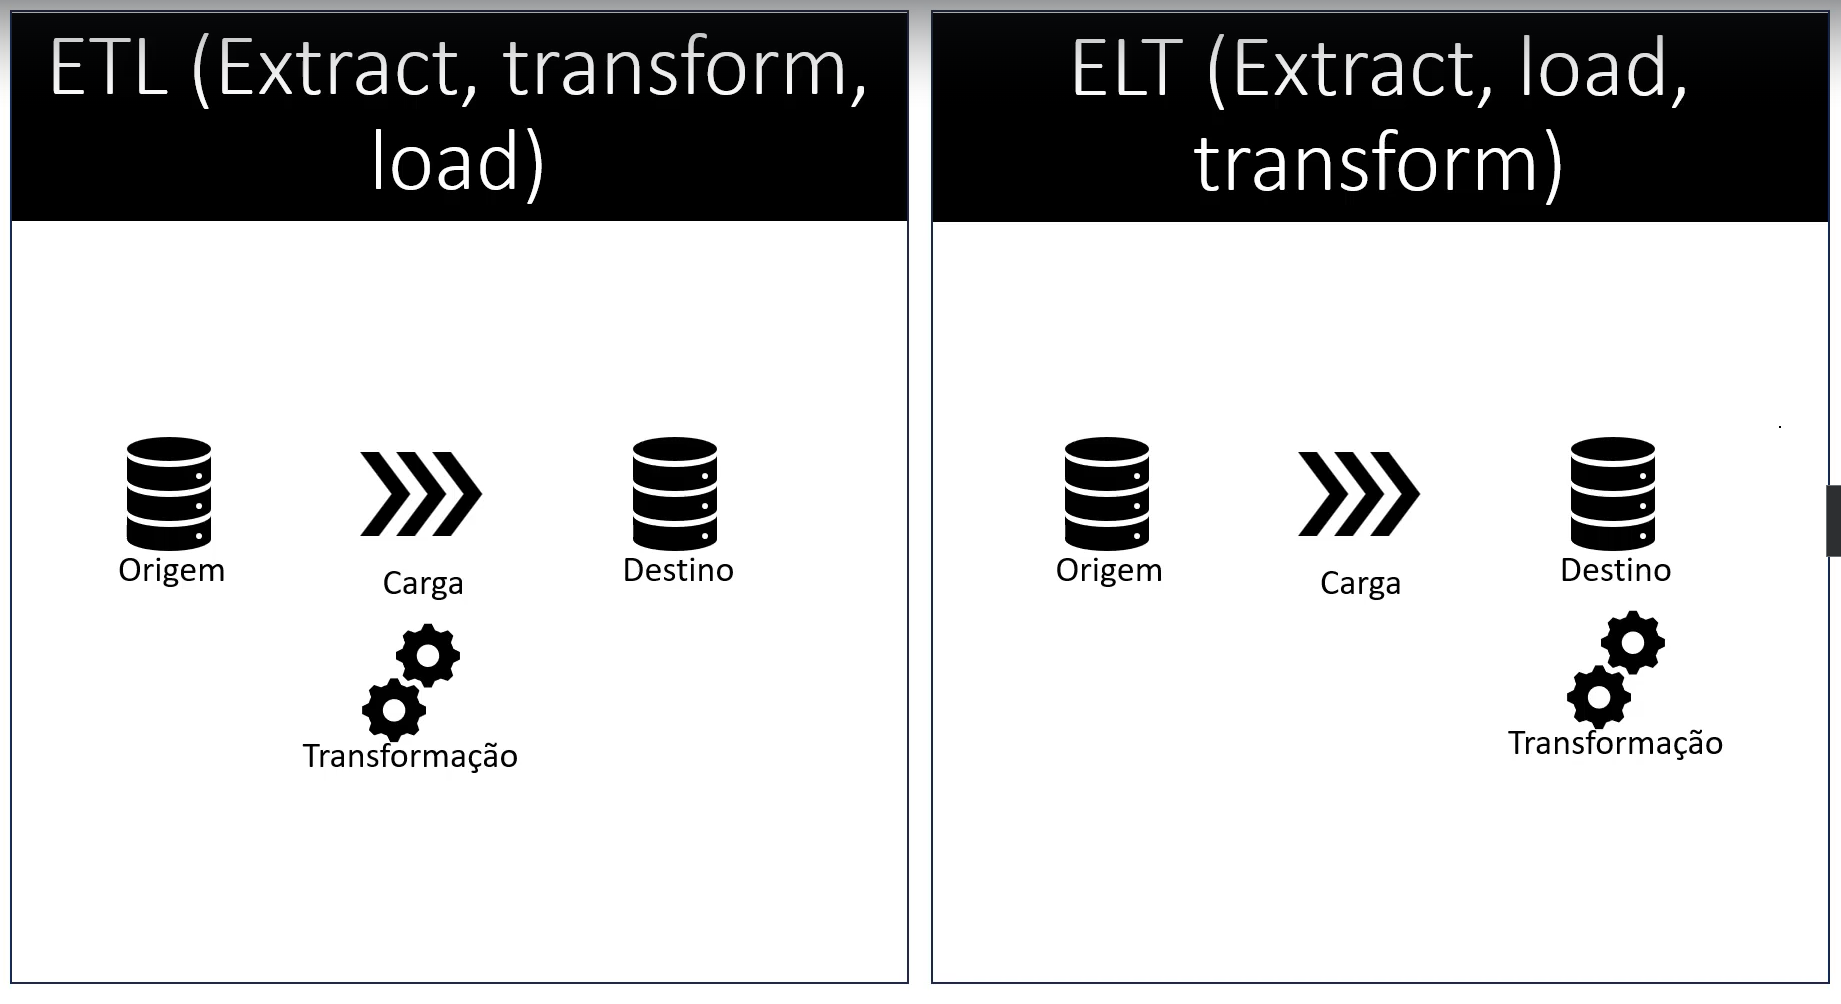 ETL (Extract, transform,
load)
Origem
Carga
Destino
Transformação
ELT (Extract, load,
transform)
Origem
Carga
Destino
Transformação